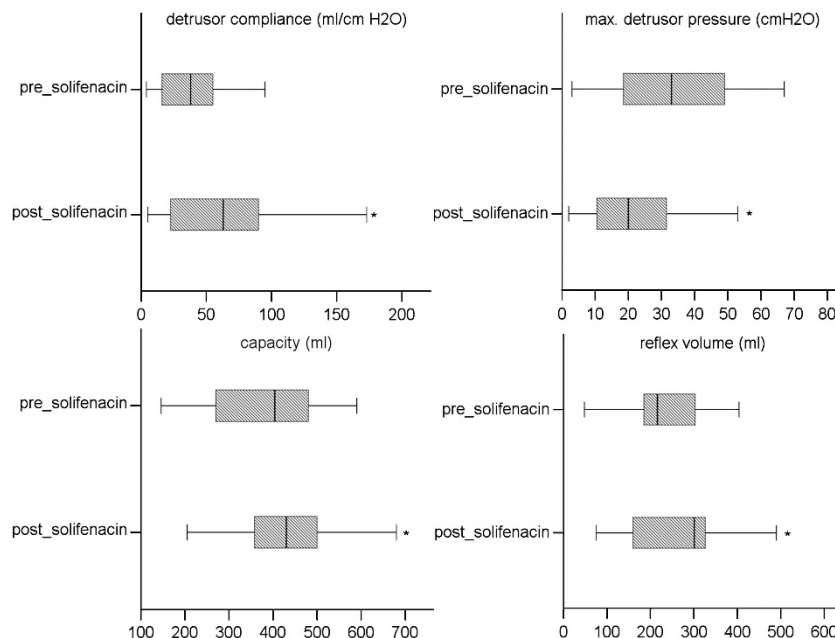 detrusor compliance (ml/cm H2O)
pre_solifenacin
post_solifenacin
*
0 50 100 150 200
max. detrusor pressure (cmH2O)
pre_solifenacin
post_solifenacin
*
0 10 20 30 40 50 60 70 80
capacity (ml)
pre_solifenacin
post_solifenacin
*
100 200 300 400 500 600 700
reflex volume (ml)
pre_solifenacin
post_solifenacin
*
0 100 200 300 400 500 600